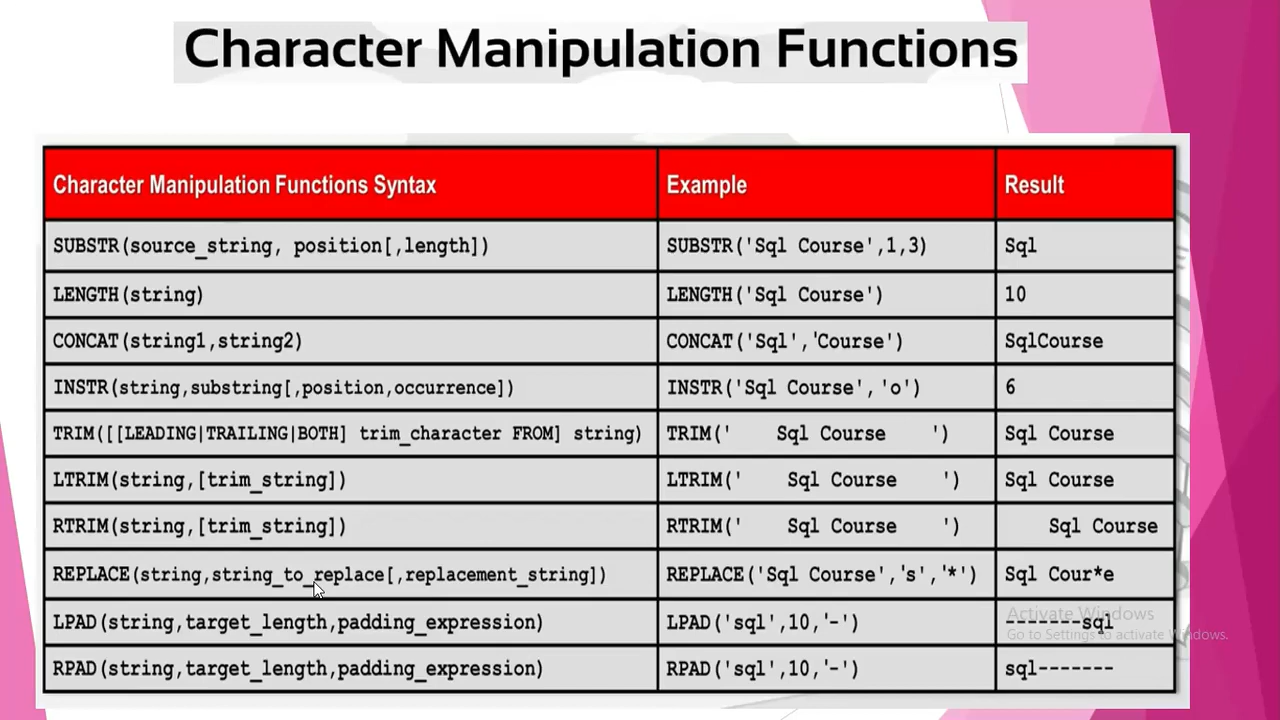 Character Manipulation Functions
Character Manipulation Functions Syntax Example Result
SUBSTR(source_string, position[,length]) SUBSTR('Sql Course',1,3) Sql
LENGTH(string) LENGTH('Sql Course') 10
CONCAT(string1,string2) CONCAT('Sql','Course') SqlCourse
INSTR(string,substring[,position,occurrence]) INSTR('Sql Course', 'o') 6
TRIM([[LEADING|TRAILING|BOTH] trim_character FROM] string) TRIM('    Sql Course    ') Sql Course
LTRIM(string,[trim_string]) LTRIM('    Sql Course    ') Sql Course
RTRIM(string,[trim_string]) RTRIM('    Sql Course    ')     Sql Course
REPLACE(string,string_to_replace[,replacement_string]) REPLACE('Sql Course','s','*') Sql Cour*e
LPAD(string,target_length,padding_expression) LPAD('sql',10,'-') -------sql
RPAD(string,target_length,padding_expression) RPAD('sql',10,'-') sql-------
Activate Windows
Go to Settings to activate Windows.